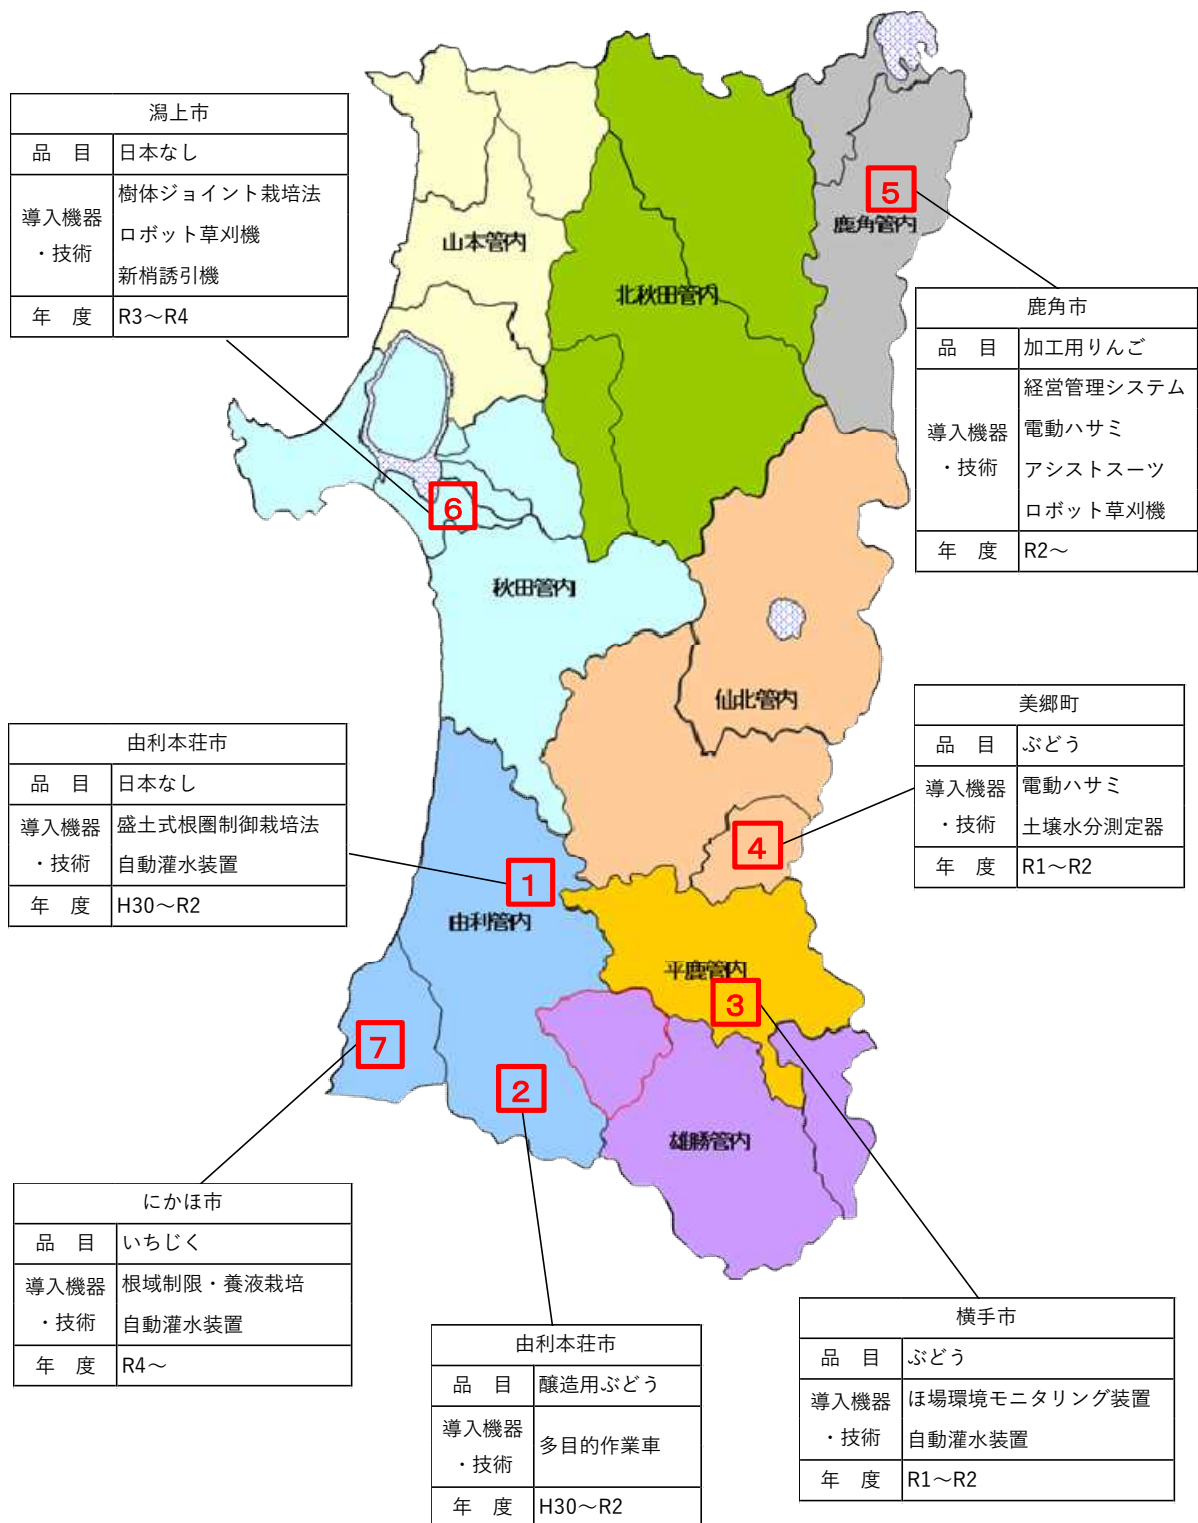 潟上市
品 目 日本なし
導入機器・技術 樹体ジョイント栽培法
ロボット草刈機
新梢誘引機
年 度 R3～R4
山本管内
北秋田管内
5
鹿角管内
鹿角市
品 目 加工用りんご
導入機器・技術 経営管理システム
電動ハサミ
アシストスーツ
ロボット草刈機
年 度 R2～
6
秋田管内
仙北管内
美郷町
品 目 ぶどう
導入機器・技術 電動ハサミ
土壌水分測定器
年 度 R1～R2
4
由利本荘市
品 目 日本なし
導入機器・技術 盛土式根圏制御栽培法
自動灌水装置
年 度 H30～R2
1
由利管内
平鹿管内
3
7
2
雄勝管内
にかほ市
品 目 いちじく
導入機器・技術 根域制限・養液栽培
自動灌水装置
年 度 R4～
由利本荘市
品 目 醸造用ぶどう
導入機器・技術 多目的作業車
年 度 H30～R2
横手市
品 目 ぶどう
導入機器・技術 ほ場環境モニタリング装置
自動灌水装置
年 度 R1～R2